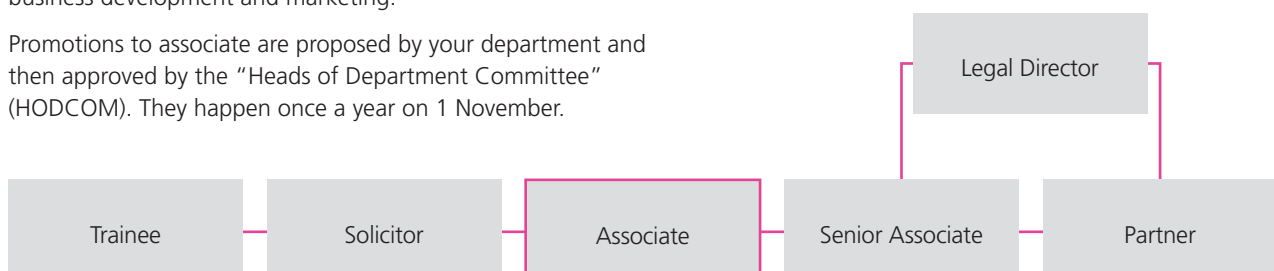 business development and marketing.
Promotions to associate are proposed by your department and
then approved by the “Heads of Department Committee”
(HODCOM). They happen once a year on 1 November.
Legal Director
Trainee
Solicitor
Associate
Senior Associate
Partner